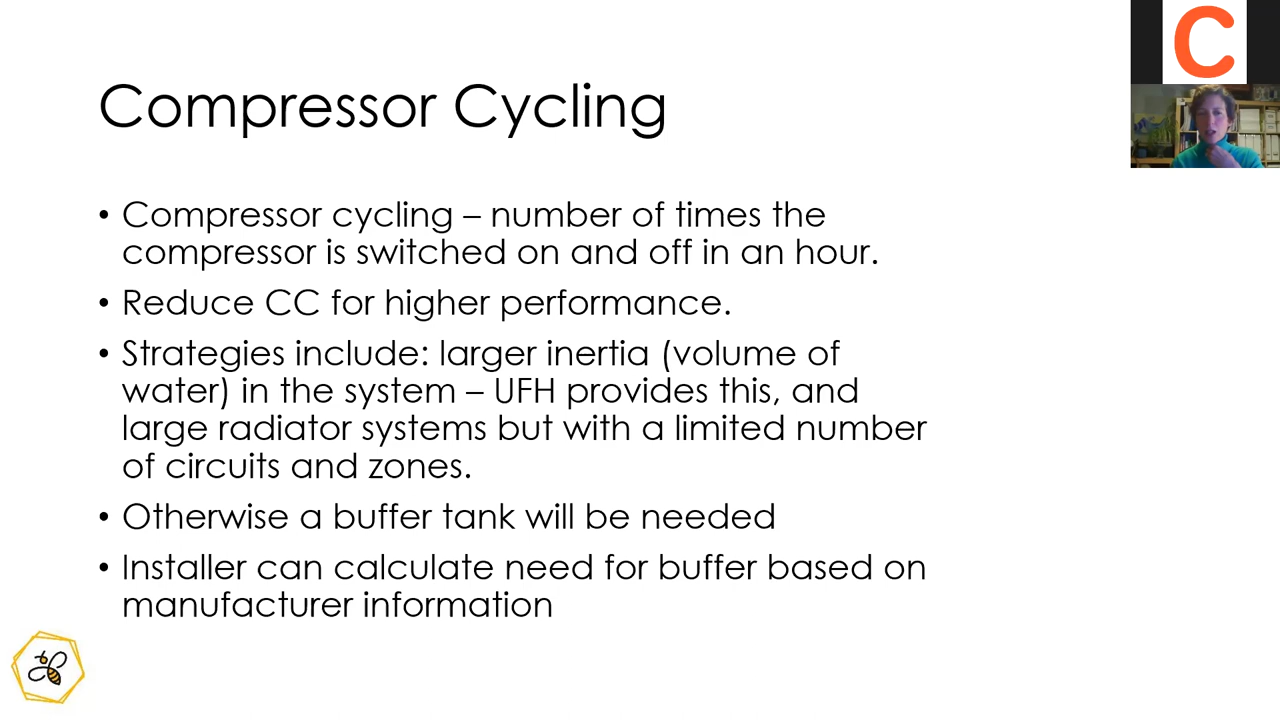 C
Compressor Cycling
• Compressor cycling – number of times the
compressor is switched on and off in an hour.
• Reduce CC for higher performance.
• Strategies include: larger inertia (volume of
water) in the system – UFH provides this, and
large radiator systems but with a limited number
of circuits and zones.
• Otherwise a buffer tank will be needed
• Installer can calculate need for buffer based on
manufacturer information